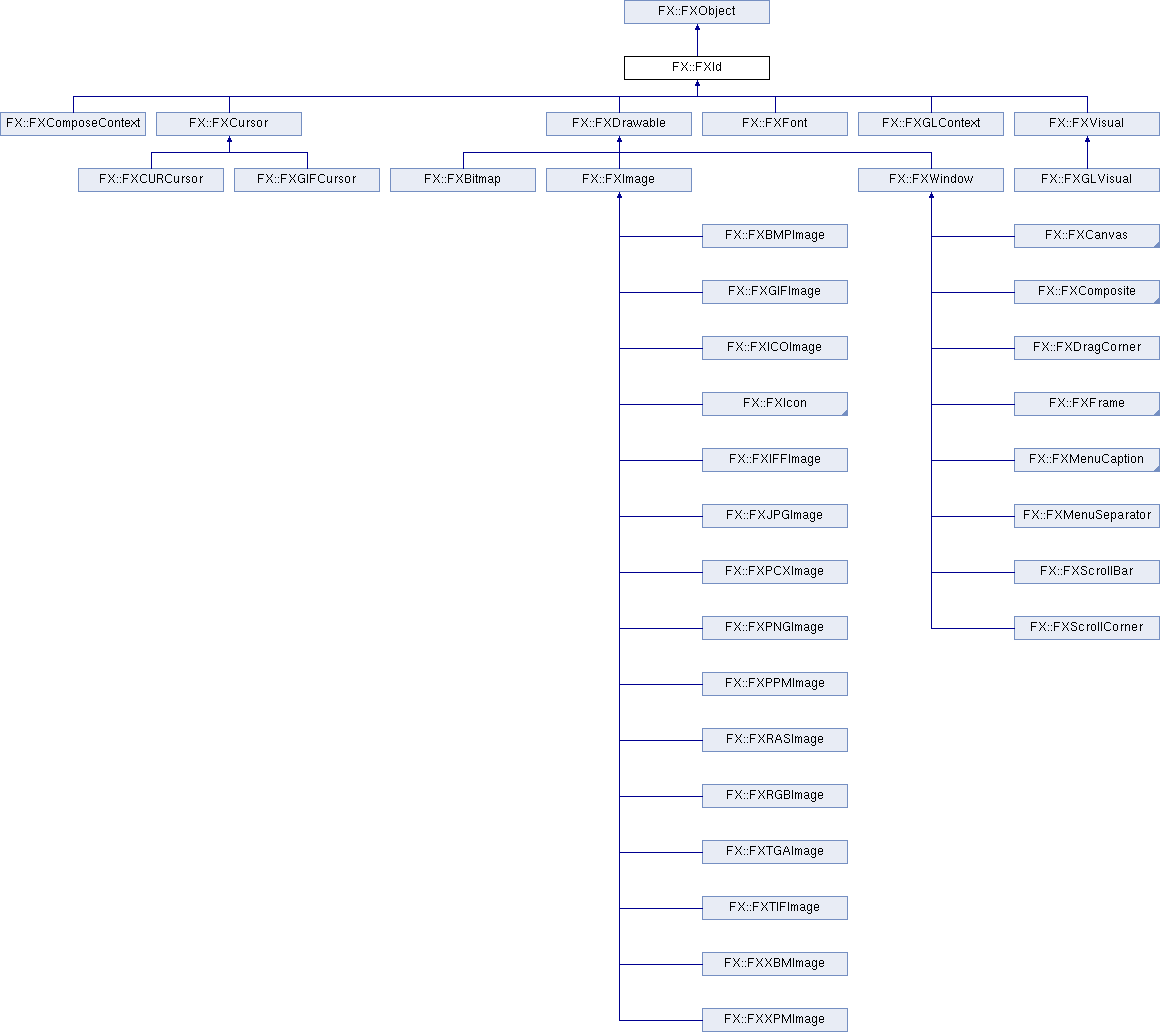 FX::FXObject
FX::FXId
FX::FXComposeContext
FX::FXCursor
FX::FXDrawable
FX::FXFont
FX::FXGLContext
FX::FXVisual
FX::FXCURCursor
FX::FXGIFCursor
FX::FXBitmap
FX::FXImage
FX::FXWindow
FX::FXGLVisual
FX::FXBMPImage
FX::FXCanvas
FX::FXGIFImage
FX::FXComposite
FX::FXICOImage
FX::FXDragCorner
FX::FXIcon
FX::FXFrame
FX::FXIFFImage
FX::FXMenuCaption
FX::FXJPGImage
FX::FXMenuSeparator
FX::FXPCXImage
FX::FXScrollBar
FX::FXPNGImage
FX::FXScrollCorner
FX::FXPPMImage
FX::FXRASImage
FX::FXRGBImage
FX::FXTGAImage
FX::FXTIFImage
FX::FXXBMImage
FX::FXXPMImage